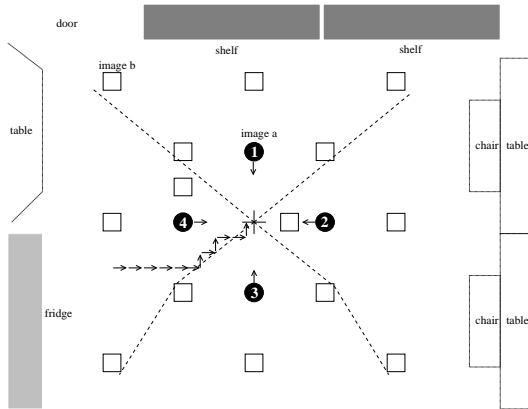 door
shelf
shelf
image b
image a
table
1
chair
table
4
2
3
fridge
chair
table